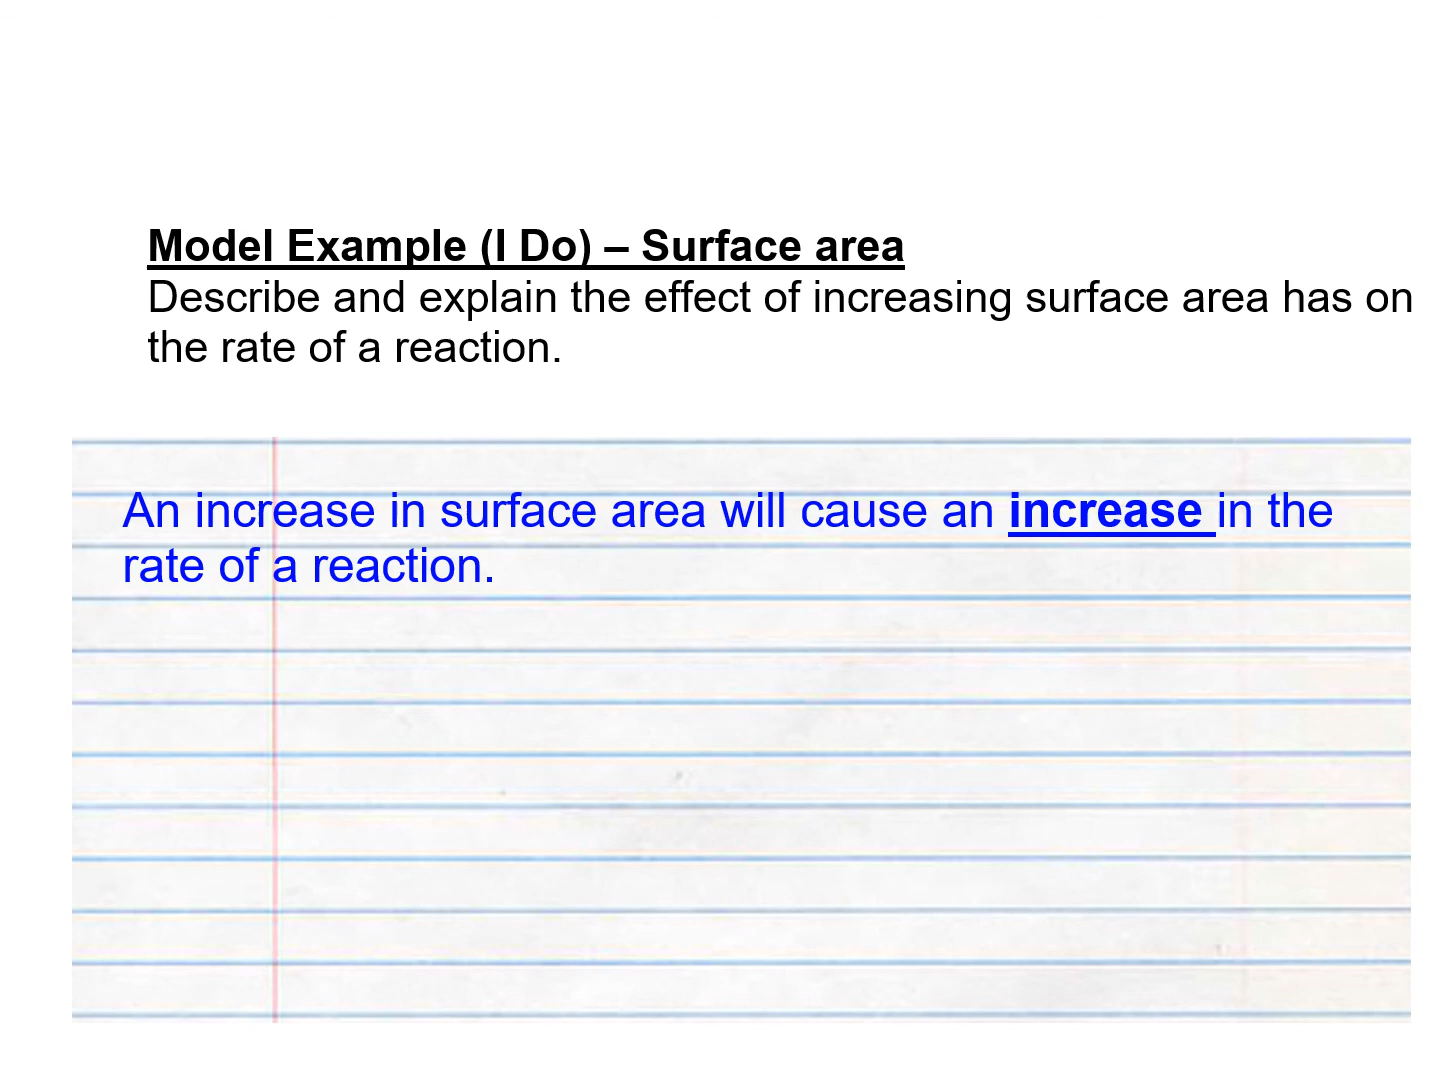 Model Example (I Do) – Surface area
Describe and explain the effect of increasing surface area has on
the rate of a reaction.
An increase in surface area will cause an increase in the
rate of a reaction.